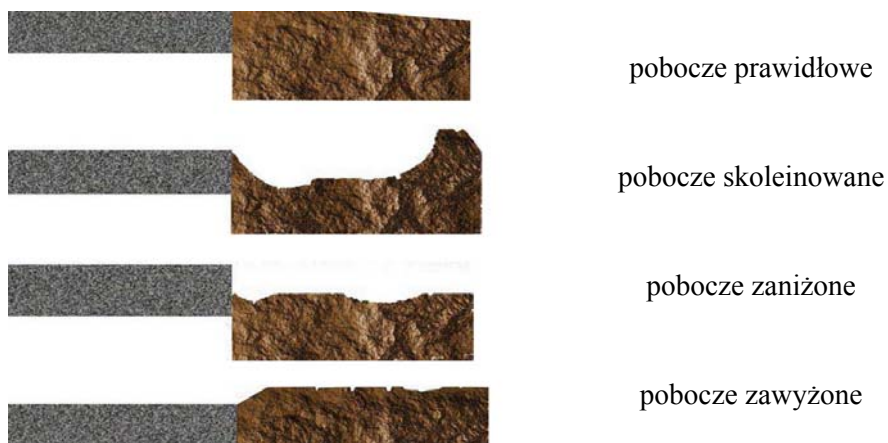 pobocze prawidłowe
pobocze skoleinowane
pobocze zaniżone
pobocze zawyżone